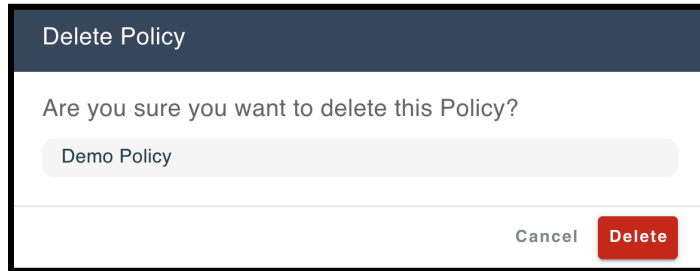 Delete Policy
Are you sure you want to delete this Policy?
Demo Policy
Cancel Delete